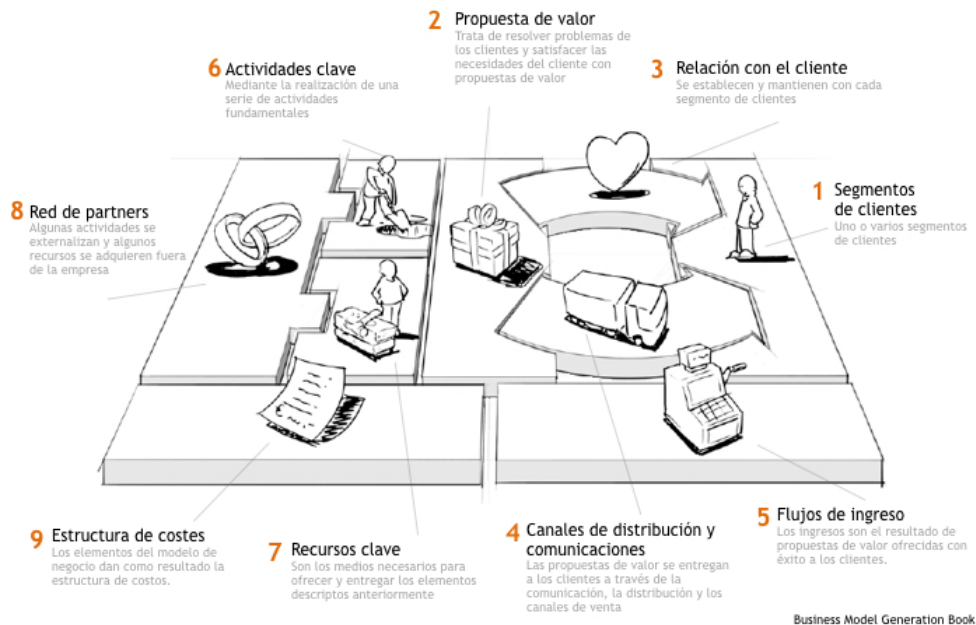 2 Propuesta de valor
Trata de resolver problemas de
los clientes y satisfacer las
necesidades del cliente con
propuestas de valor
6 Actividades clave
Mediante la realización de una
serie de actividades
fundamentales
3 Relación con el cliente
Se establecen y mantienen con cada
segmento de clientes
8 Red de partners
Algunas actividades se
externalizan y algunos
recursos se adquieren fuera
de la empresa
1 Segmentos
de clientes
Uno o varios segmentos
de clientes
9 Estructura de costes
Los elementos del modelo de
negocio dan como resultado la
estructura de costos.
7 Recursos clave
Son los medios necesarios para
ofrecer y entregar los elementos
descriptos anteriormente
4 Canales de distribución y
comunicaciones
Las propuestas de valor se entregan
a los clientes a través de la
comunicación, la distribución y los
canales de venta
5 Flujos de ingreso
Los ingresos son el resultado de
propuestas de valor ofrecidas con
éxito a los clientes.
Business Model Generation Book